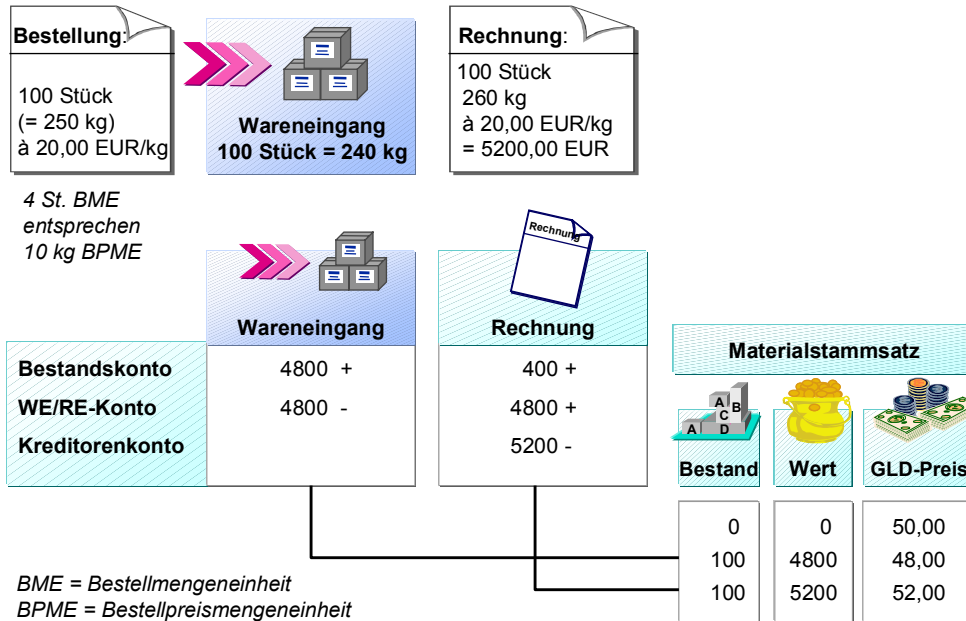 Bestellung:
100 Stück
(= 250 kg)
à 20,00 EUR/kg
Wareneingang
100 Stück = 240 kg
Rechnung:
100 Stück
260 kg
à 20,00 EUR/kg
= 5200,00 EUR
4 St. BME
entsprechen
10 kg BPME
Wareneingang
Rechnung
Rechnung
Bestandskonto 4800 + 400 +
WE/RE-Konto 4800 - 4800 +
Kreditorenkonto 5200 -
Materialstammsatz
A
A
C
B
D
Bestand Wert GLD-Preis
0 0 50,00
100 4800 48,00
100 5200 52,00
BME = Bestellmengeneinheit
BPME = Bestellpreismengeneinheit